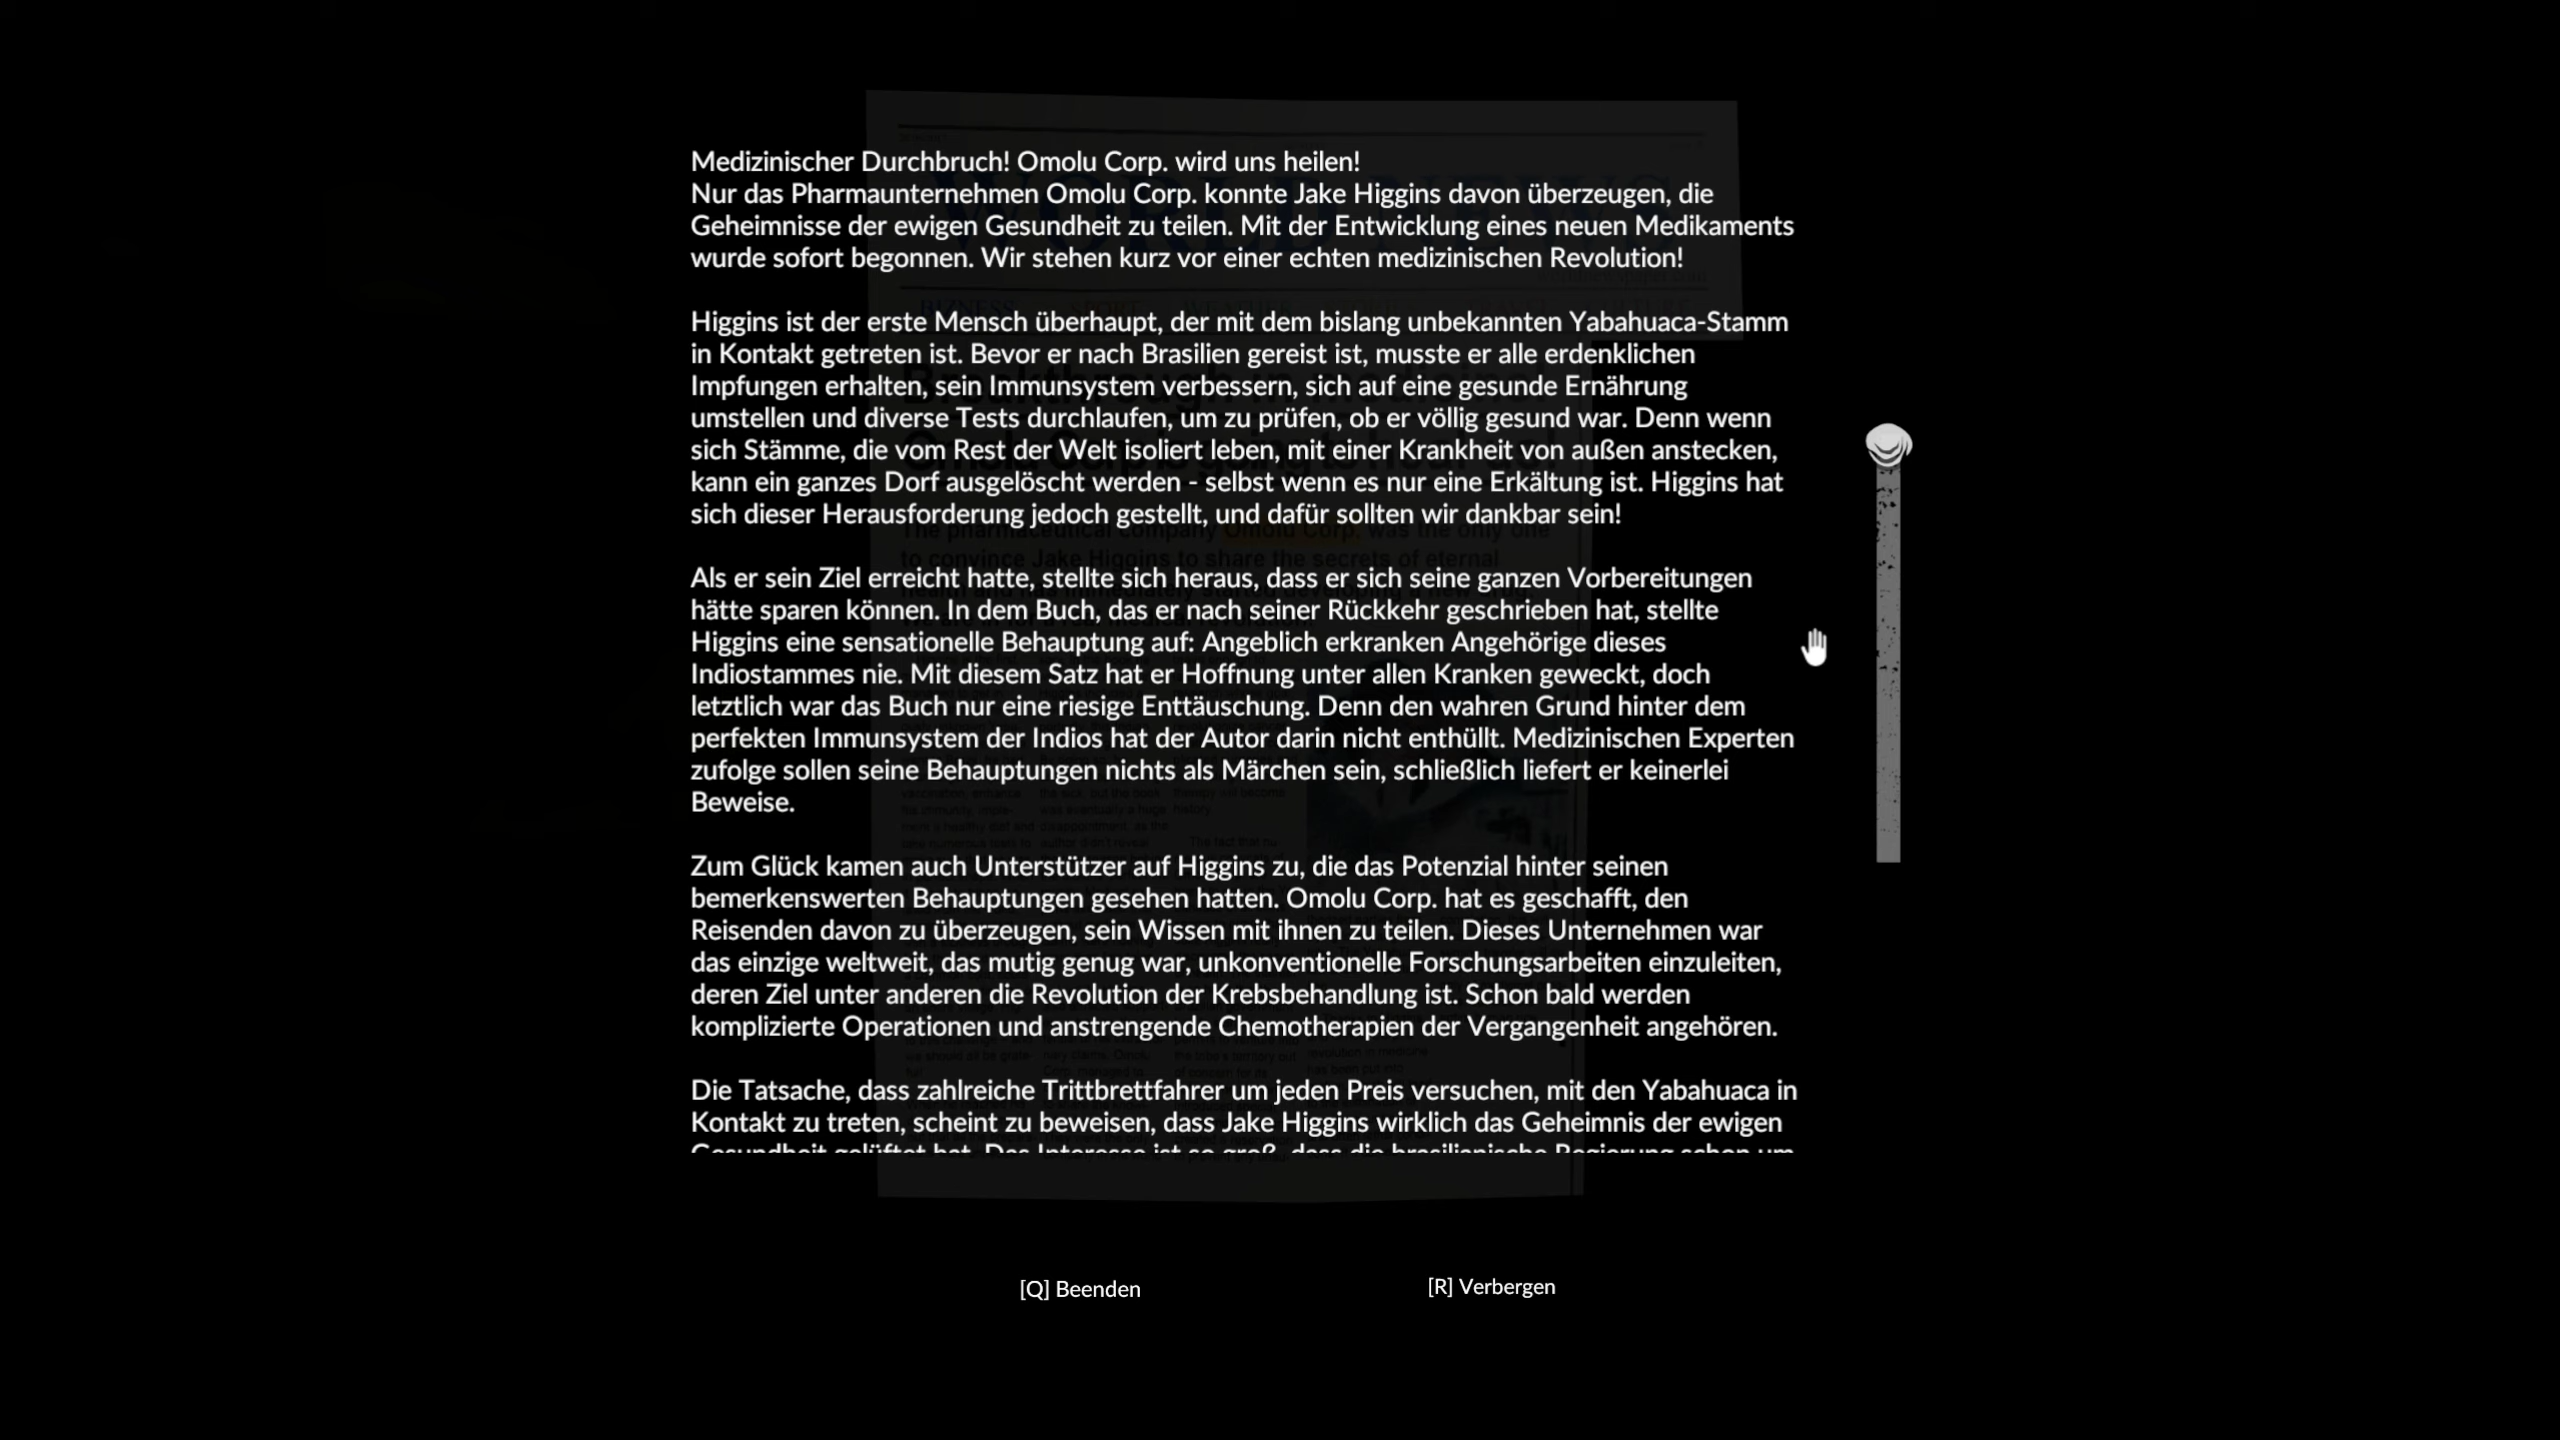 Medizinischer Durchbruch! Omolu Corp. wird uns heilen!
Nur das Pharmaunternehmen Omolu Corp. konnte Jake Higgins davon überzeugen, die
Geheimnisse der ewigen Gesundheit zu teilen. Mit der Entwicklung eines neuen Medikaments
wurde sofort begonnen. Wir stehen kurz vor einer echten medizinischen Revolution!
Higgins ist der erste Mensch überhaupt, der mit dem bislang unbekannten Yabahuaca-Stamm
in Kontakt getreten ist. Bevor er nach Brasilien gereist ist, musste er alle erdenklichen
Impfungen erhalten, sein Immunsystem verbessern, sich auf eine gesunde Ernährung
umstellen und diverse Tests durchlaufen, um zu prüfen, ob er völlig gesund war. Denn wenn
sich Stämme, die vom Rest der Welt isoliert leben, mit einer Krankheit von außen anstecken,
kann ein ganzes Dorf ausgelöscht werden - selbst wenn es nur eine Erkältung ist. Higgins hat
sich dieser Herausforderung jedoch gestellt, und dafür sollten wir dankbar sein!
Als er sein Ziel erreicht hatte, stellte sich heraus, dass er sich seine ganzen Vorbereitungen
hätte sparen können. In dem Buch, das er nach seiner Rückkehr geschrieben hat, stellte
Higgins eine sensationelle Behauptung auf: Angeblich erkranken Angehörige dieses
Indiostammes nie. Mit diesem Satz hat er Hoffnung unter allen Kranken geweckt, doch
letztlich war das Buch nur eine riesige Enttäuschung. Denn den wahren Grund hinter dem
perfekten Immunsystem der Indios hat der Autor darin nicht enthüllt. Medizinischen Experten
zufolge sollen seine Behauptungen nichts als Märchen sein, schließlich liefert er keinerlei
Beweise.
Zum Glück kamen auch Unterstützer auf Higgins zu, die das Potenzial hinter seinen
bemerkenswerten Behauptungen gesehen hatten. Omolu Corp. hat es geschafft, den
Reisenden davon zu überzeugen, sein Wissen mit ihnen zu teilen. Dieses Unternehmen war
das einzige weltweit, das mutig genug war, unkonventionelle Forschungsarbeiten einzuleiten,
deren Ziel unter anderen die Revolution der Krebsbehandlung ist. Schon bald werden
komplizierte Operationen und anstrengende Chemotherapien der Vergangenheit angehören.
Die Tatsache, dass zahlreiche Trittbrettfahrer um jeden Preis versuchen, mit den Yabahuaca in
Kontakt zu treten, scheint zu beweisen, dass Jake Higgins wirklich das Geheimnis der ewigen
Gesundheit gelüftet hat. Das Interesse ist so groß, dass die brasilianische Regierung schon um
[Q] Beenden
[R] Verbergen